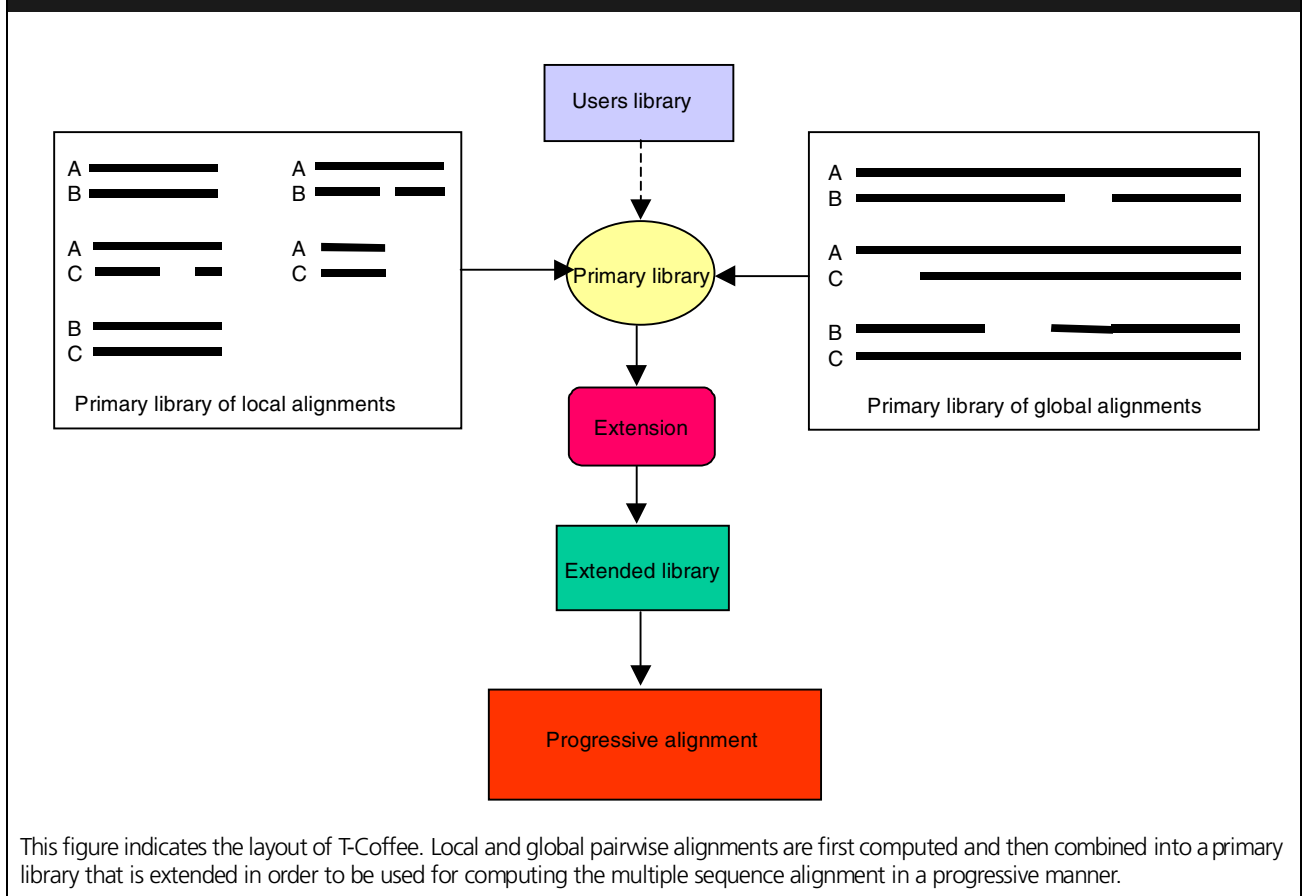 Users library
A
B
A
B
A
C
A
C
B
C
Primary library of local alignments
Primary library
A
B
A
C
B
C
Primary library of global alignments
Extension
Extended library
Progressive alignment
This figure indicates the layout of T-Coffee. Local and global pairwise alignments are first computed and then combined into a primary
library that is extended in order to be used for computing the multiple sequence alignment in a progressive manner.